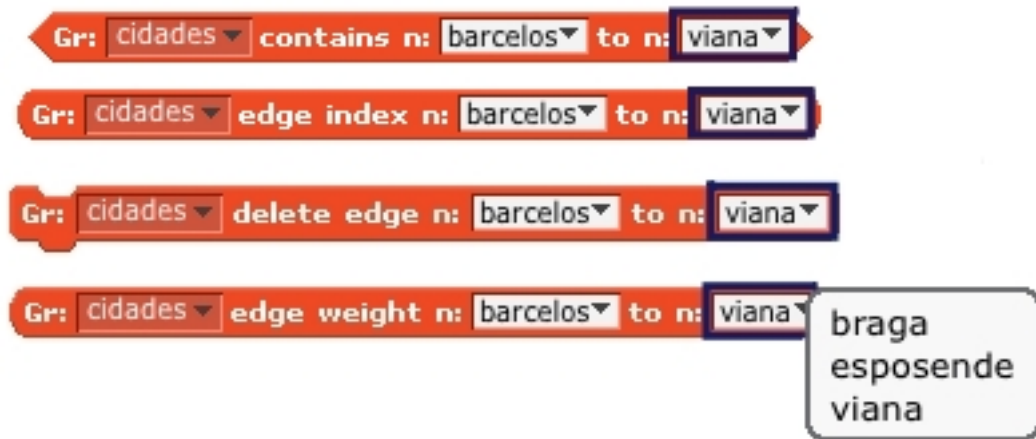 Gr: cidades contains n: barcelos to n: viana
Gr: cidades edge index n: barcelos to n: viana
Gr: cidades delete edge n: barcelos to n: viana
Gr: cidades edge weight n: barcelos to n: viana
braga
esposende
viana